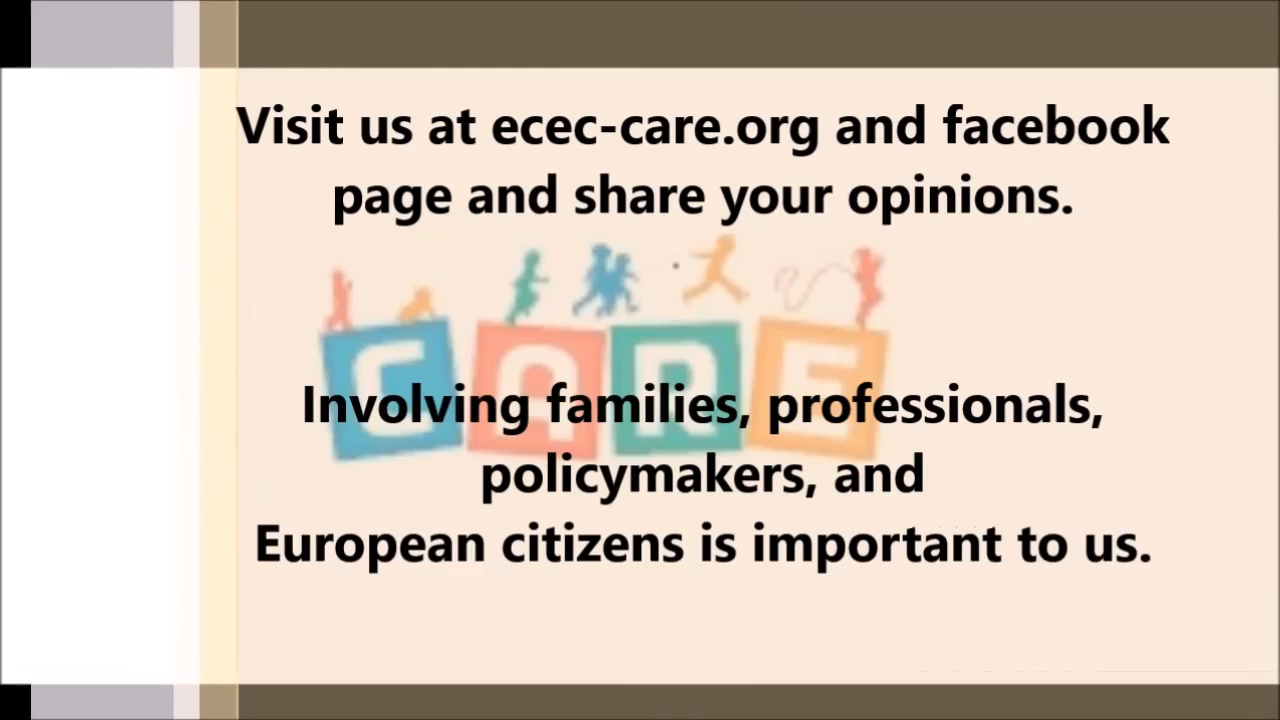 Visit us at ecec-care.org and facebook
page and share your opinions.
CARE
Involving families, professionals,
policymakers, and
European citizens is important to us.